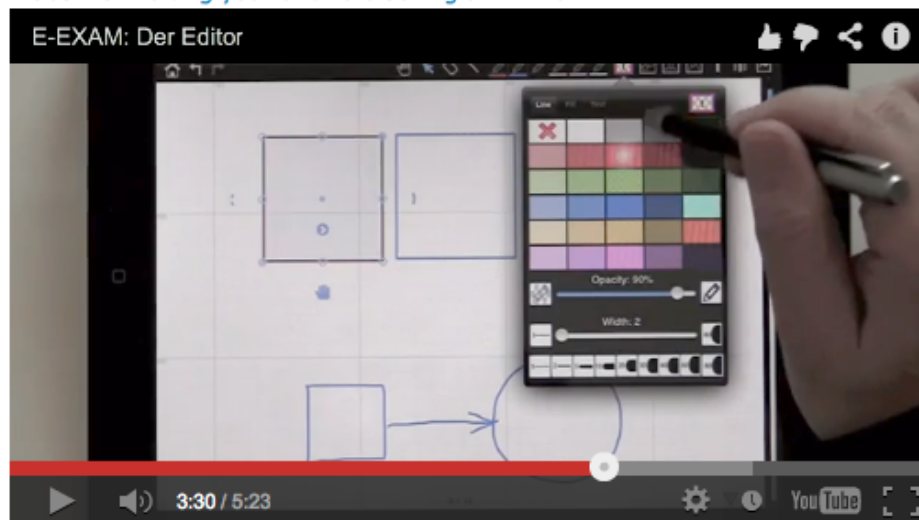 E-EXAM: Der Editor
Line Fill Text
Opacity: 90%
Width: 2
3:30 / 5:23
YouTube